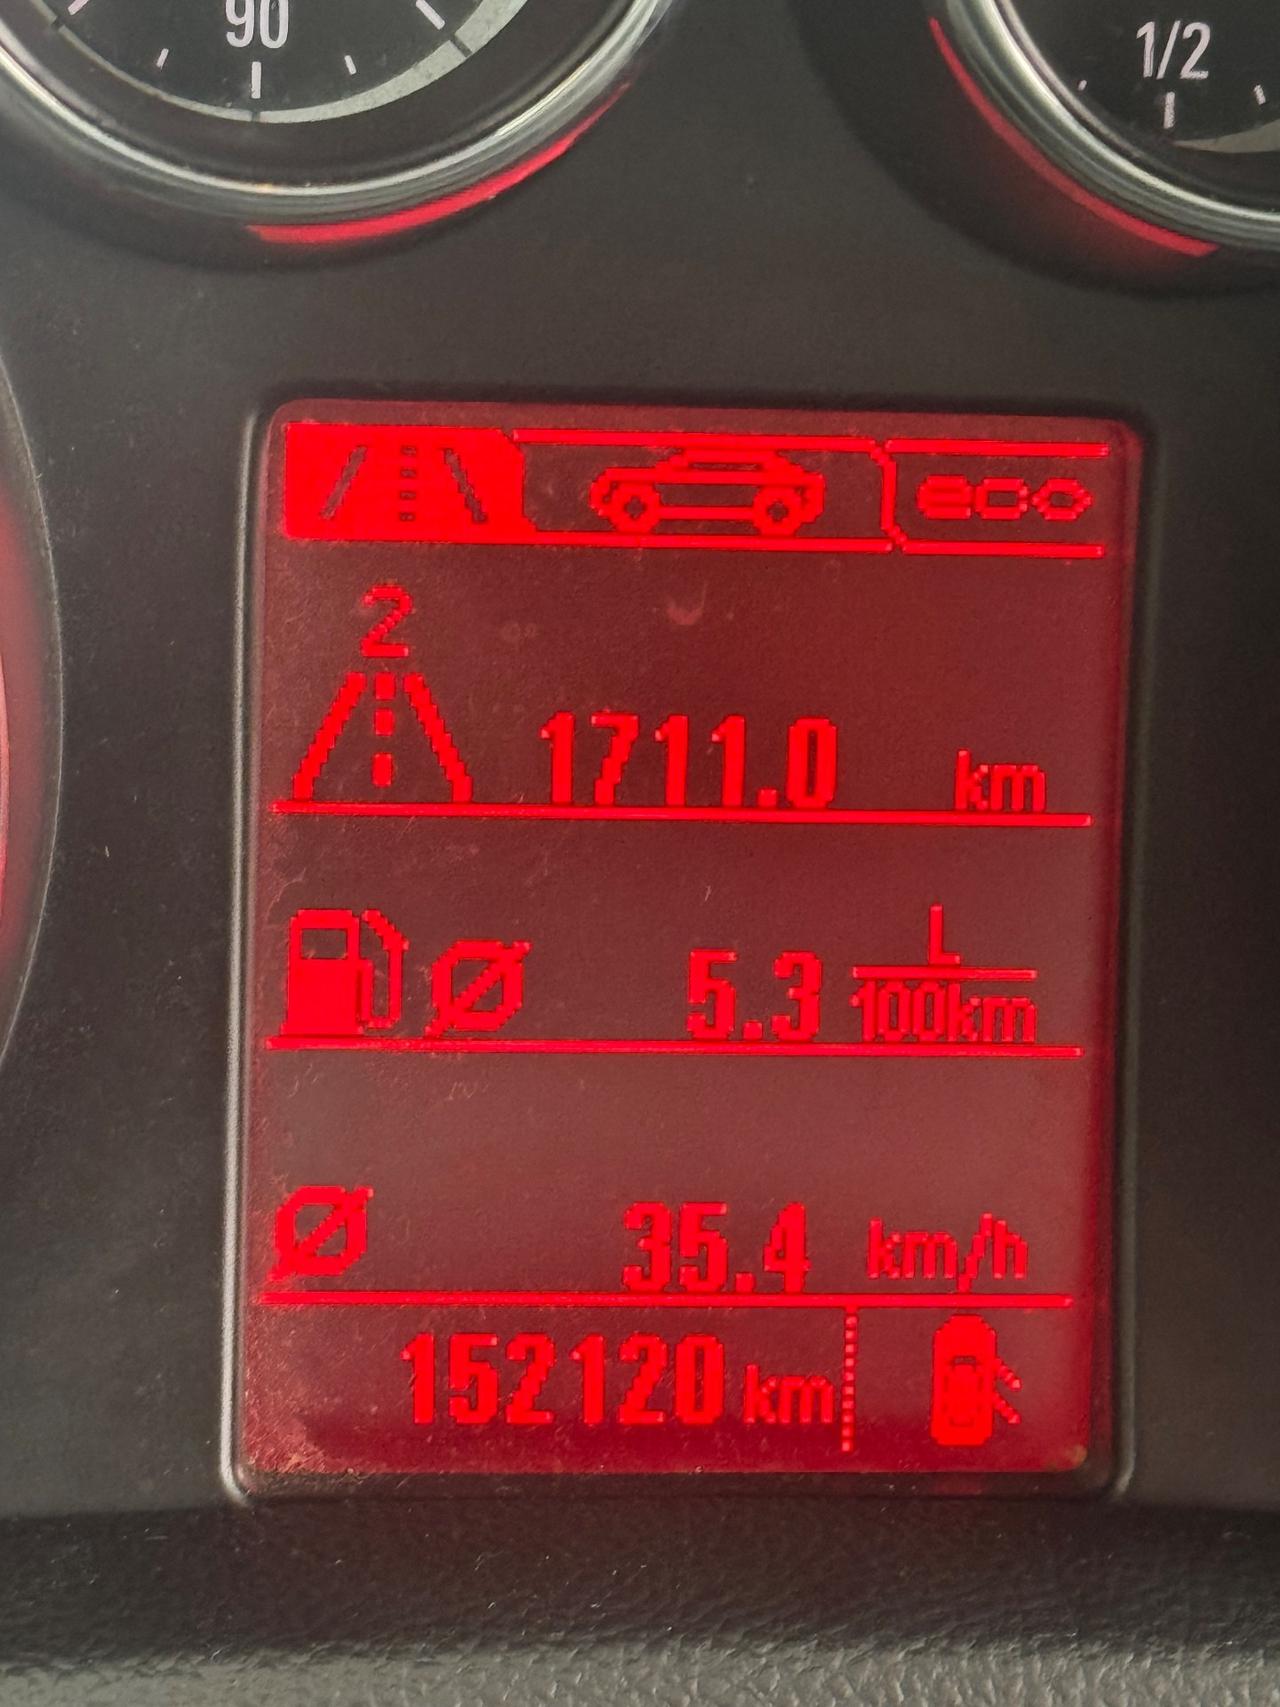 90
1/2
eco
2
1711.0 km
Ø 5.3 L/100km
Ø 35.4 km/h
152120 km